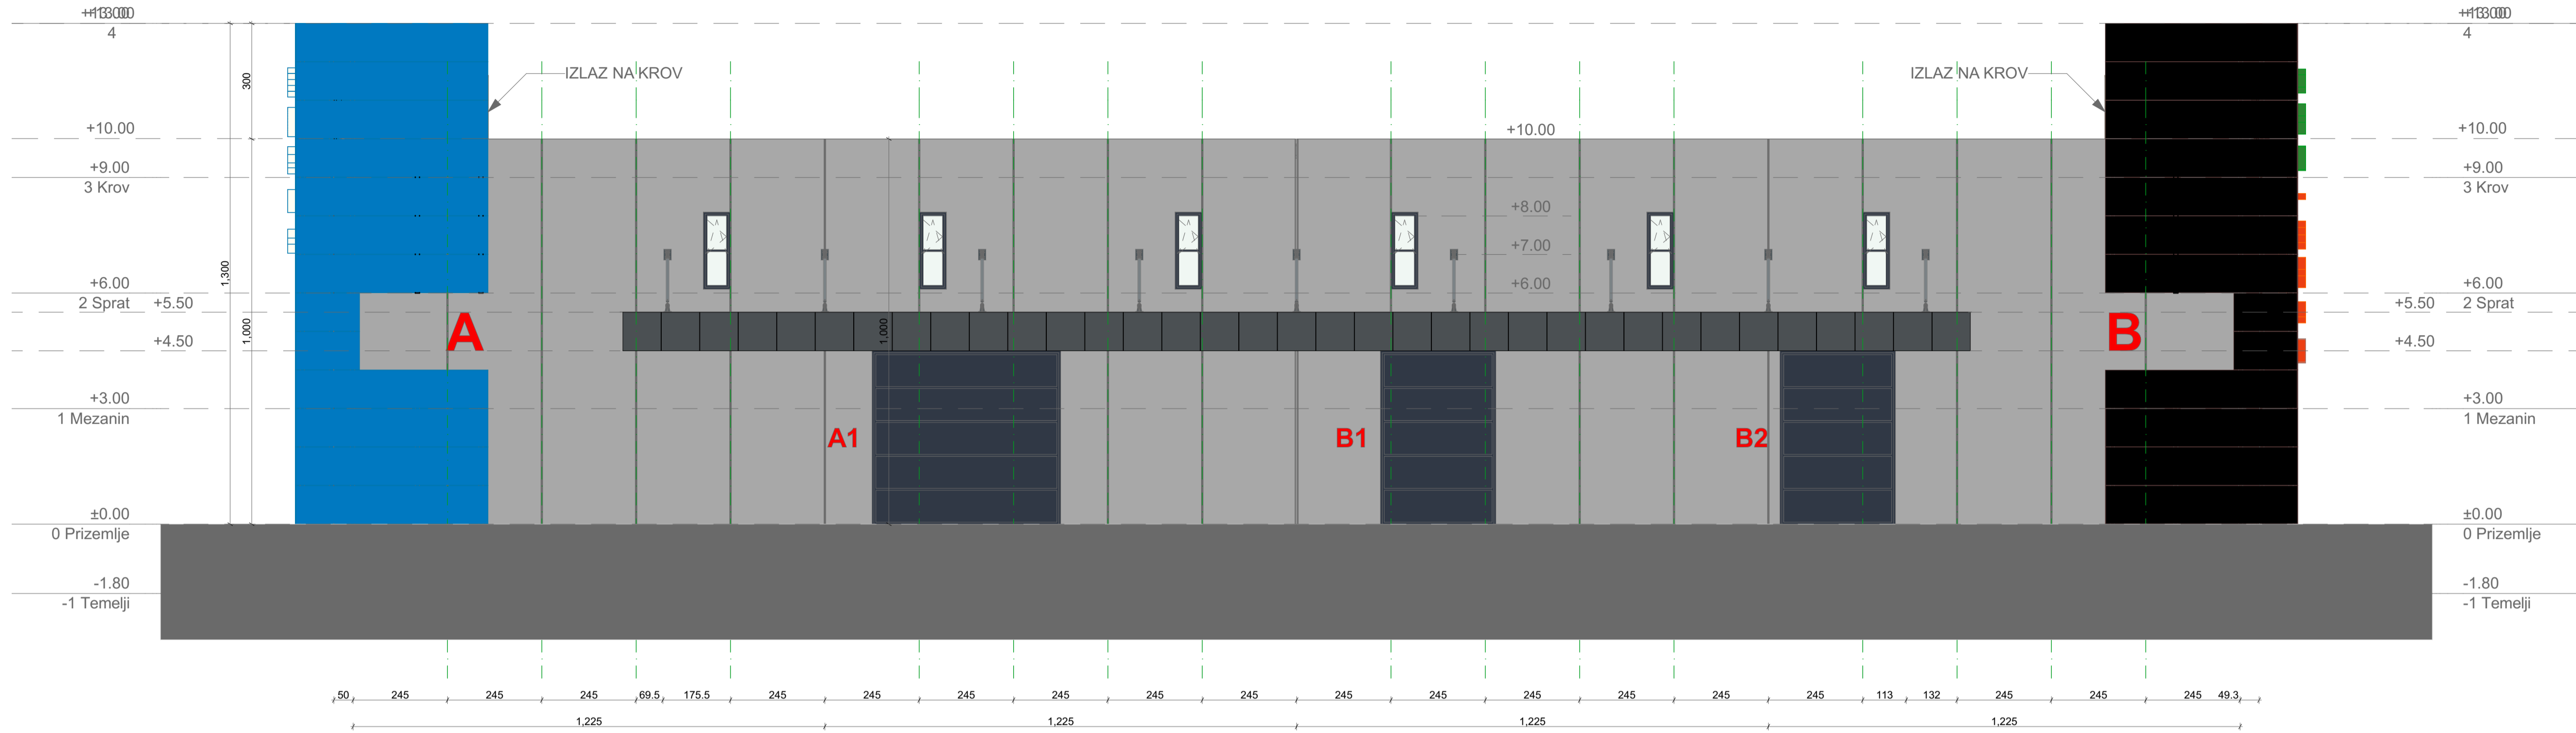 +13.00
4
+13.00
4
IZLAZ NA KROV
IZLAZ NA KROV
300
+10.00
+10.00
+10.00
+9.00
3 Krov
+9.00
3 Krov
+8.00
+7.00
1,300
+6.00
2 Sprat
+5.50
+6.00
+6.00
2 Sprat
+5.50
1,000
1,000
A
B
+4.50
+4.50
+3.00
1 Mezanin
+3.00
1 Mezanin
A1
B1
B2
±0.00
0 Prizemlje
±0.00
0 Prizemlje
-1.80
-1 Temelji
-1.80
-1 Temelji
50 245 245 245 69.5 175.5 245 245 245 245 245 245 245 245 245 245 245 113 132 245 245 245 49.3
1,225 1,225 1,225 1,225